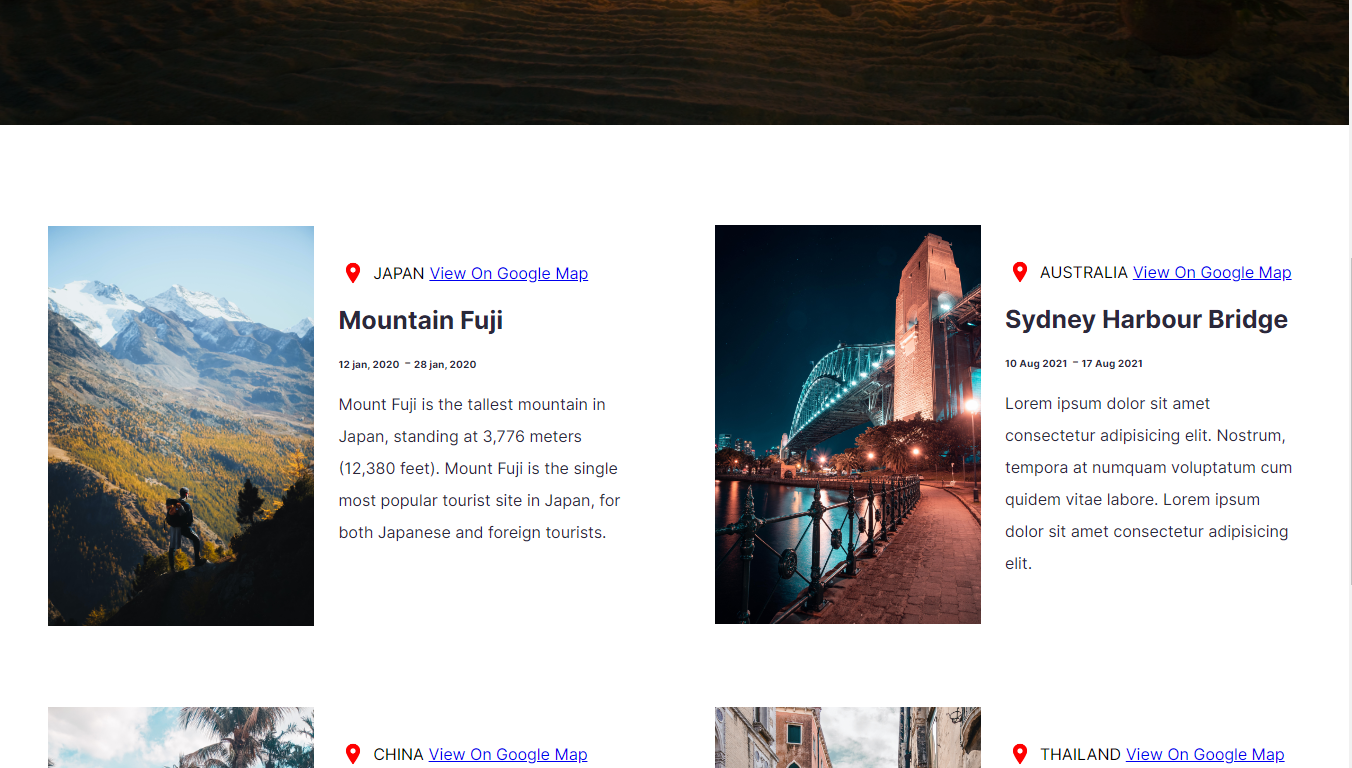 JAPAN View On Google Map
Mountain Fuji
12 jan, 2020 - 28 jan, 2020
Mount Fuji is the tallest mountain in
Japan, standing at 3,776 meters
(12,380 feet). Mount Fuji is the single
most popular tourist site in Japan, for
both Japanese and foreign tourists.
AUSTRALIA View On Google Map
Sydney Harbour Bridge
10 Aug 2021 - 17 Aug 2021
Lorem ipsum dolor sit amet
consectetur adipisicing elit. Nostrum,
tempora at numquam voluptatum cum
quidem vitae labore. Lorem ipsum
dolor sit amet consectetur adipisicing
elit.
CHINA View On Google Map
THAILAND View On Google Map